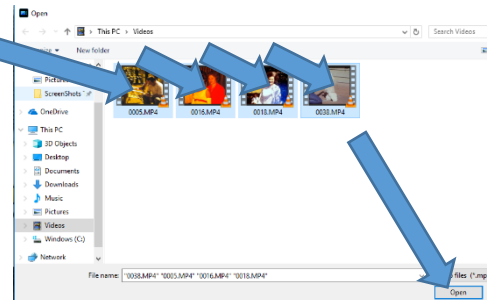 Open
This PC › Videos
Search Videos
New folder
ScreenShots
0005.MP4 0016.MP4 0018.MP4 0038.MP4
OneDrive
This PC
3D Objects
Desktop
Documents
Downloads
Music
Pictures
Videos
Windows (C:)
Network
File name: "0038.MP4" "0005.MP4" "0016.MP4" "0018.MP4"
files (*.mp
Open